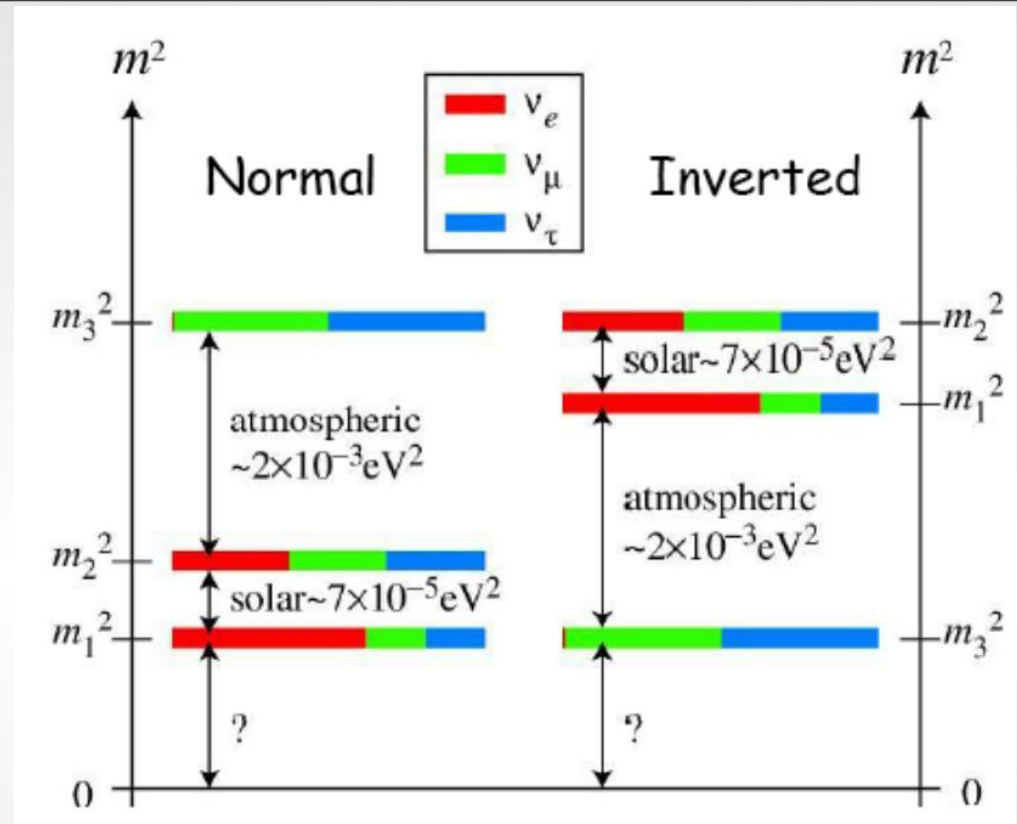 m²
m²
νe
νμ
ντ
Normal
Inverted
m₃²
m₂²
solar~7×10⁻⁵eV²
m₁²
atmospheric
~2×10⁻³eV²
atmospheric
~2×10⁻³eV²
m₂²
solar~7×10⁻⁵eV²
m₁²
m₃²
?
?
0
0